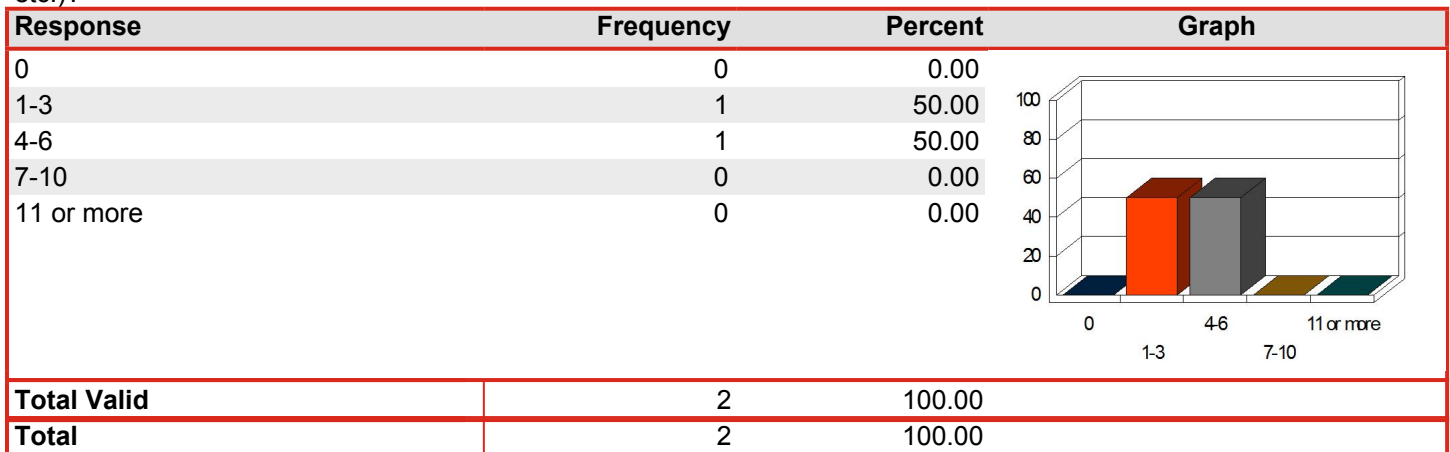 Response Frequency Percent Graph
0 0 0.00
1-3 1 50.00
4-6 1 50.00
7-10 0 0.00
11 or more 0 0.00
100
80
60
40
20
0
0 4-6 11 or more
1-3 7-10
Total Valid 2 100.00
Total 2 100.00